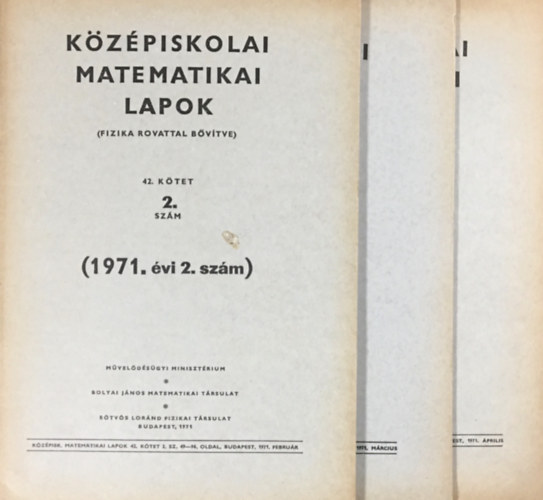 KÖZÉPISKOLAI
MATEMATIKAI
LAPOK
(FIZIKA ROVATTAL BŐVÍTVE)
42. KÖTET
2.
SZÁM
(1971. évi 2. szám)
MŰVELŐDÉSÜGYI MINISZTÉRIUM
BOLYAI JÁNOS MATEMATIKAI TÁRSULAT
EÖTVÖS LORÁND FIZIKAI TÁRSULAT
BUDAPEST, 1971
KÖZÉPISK. MATEMATIKAI LAPOK 42. KÖTET 2. SZ. 49—96. OLDAL, BUDAPEST, 1971. FEBRUÁR
I
1971. MÁRCIUS
AI
I
EST, 1971. ÁPRILIS